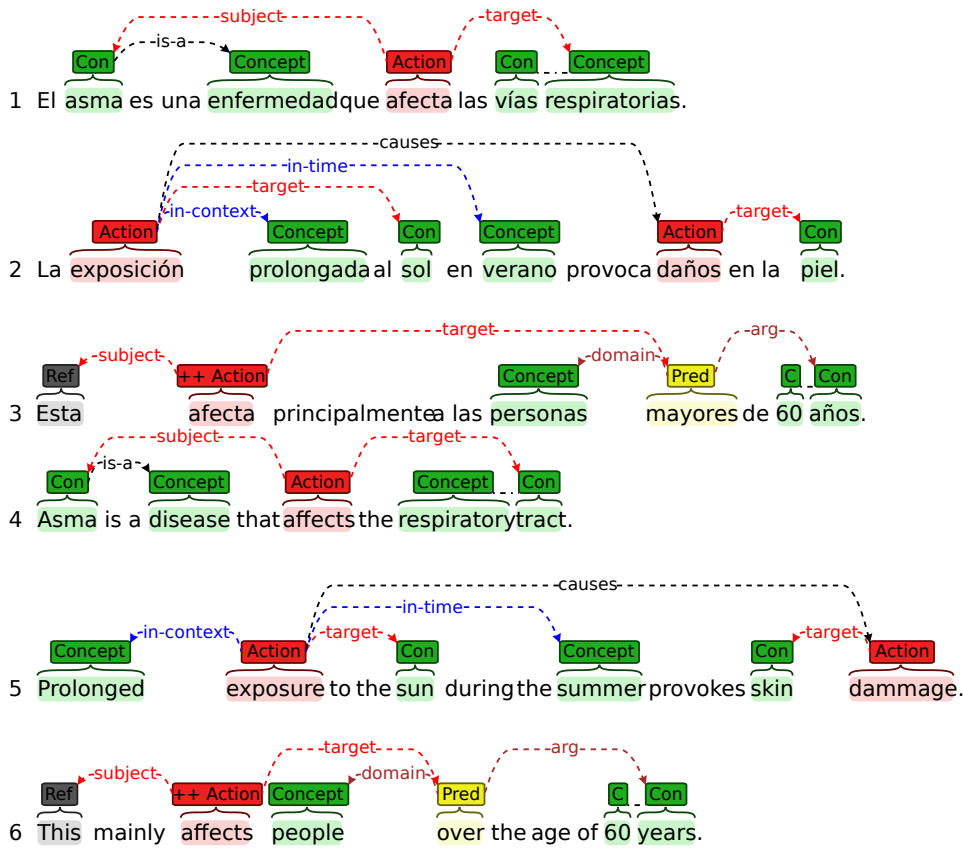 subject target
is-a
Con Concept Action Con Concept
1 El asma es una enfermedad que afecta las vías respiratorias.
causes
in-time
target
in-context target
Action Concept Con Concept Action Con
2 La exposición prolongada al sol en verano provoca daños en la piel.
target arg
subject domain
Ref ++ Action Concept Pred C Con
3 Esta afecta principalmente a las personas mayores de 60 años.
subject target
is-a
Con Concept Action Concept Con
4 Asma is a disease that affects the respiratory tract.
causes
in-time
in-context target target
Concept Action Con Concept Con Action
5 Prolonged exposure to the sun during the summer provokes skin dammage.
target arg
subject domain
Ref ++ Action Concept Pred C Con
6 This mainly affects people over the age of 60 years.